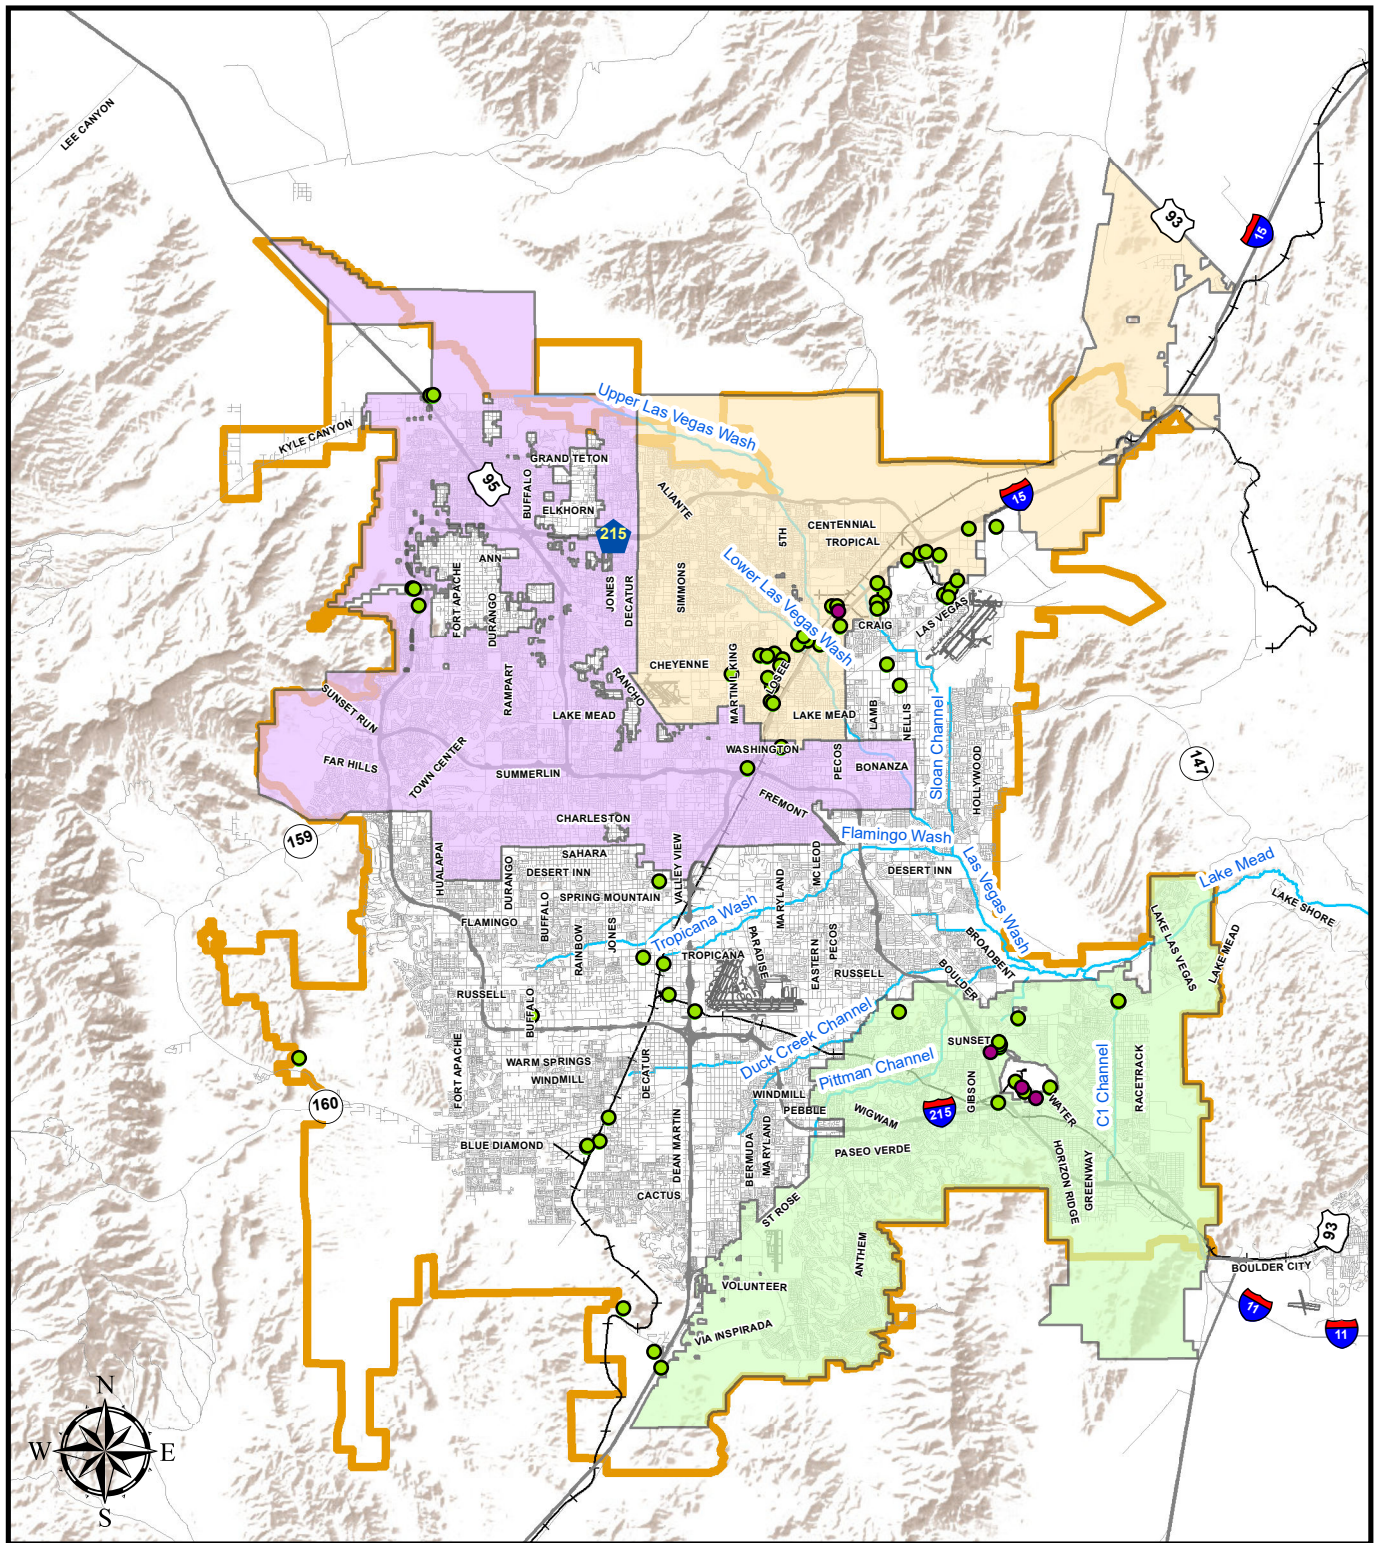 LEE CANYON
93
15
Upper Las Vegas Wash
KYLE CANYON
GRAND TETON
95
BUFFALO
ALIANTE
15
ELKHORN
215
5TH
CENTENNIAL
TROPICAL
ANN
FORT APACHE
DURANGO
JONES
DECATUR
SIMMONS
Lower Las Vegas Wash
CRAIG
LAS VEGAS
CHEYENNE
MARTIN L KING
LOSEE
RANCHO
RAMPART
SUNSET RUN
LAKE MEAD
LAKE MEAD
LAMB
NELLIS
Sloan Channel
HOLLYWOOD
147
WASHINGTON
PECOS
BONANZA
FAR HILLS
TOWN CENTER
SUMMERLIN
FREMONT
CHARLESTON
159
Flamingo Wash
SAHARA
DESERT INN
HUALAPAI
DURANGO
VALLEY VIEW
MCLEOD
DESERT INN
Las Vegas Wash
Lake Mead
LAKE SHORE
SPRING MOUNTAIN
BUFFALO
FLAMINGO
JONES
RAINBOW
Tropicana Wash
MARYLAND
PARADISE
TROPICANA
EASTERN
PECOS
BROADBENT
BOULDER
LAKE LAS VEGAS
LAKE MEAD
RUSSELL
RUSSELL
BUFFALO
Duck Creek Channel
SUNSET
FORT APACHE
WARM SPRINGS
WINDMILL
DECATUR
Pittman Channel
GIBSON
C1 Channel
RACETRACK
WINDMILL
PEBBLE
WIGWAM
215
WATER
160
BLUE DIAMOND
DEAN MARTIN
BERMUDA
MARYLAND
PASEO VERDE
HORIZON RIDGE
GREENWAY
CACTUS
ST ROSE
ANTHEM
93
BOULDER CITY
VOLUNTEER
11
11
VIA INSPIRADA
N
W
E
S